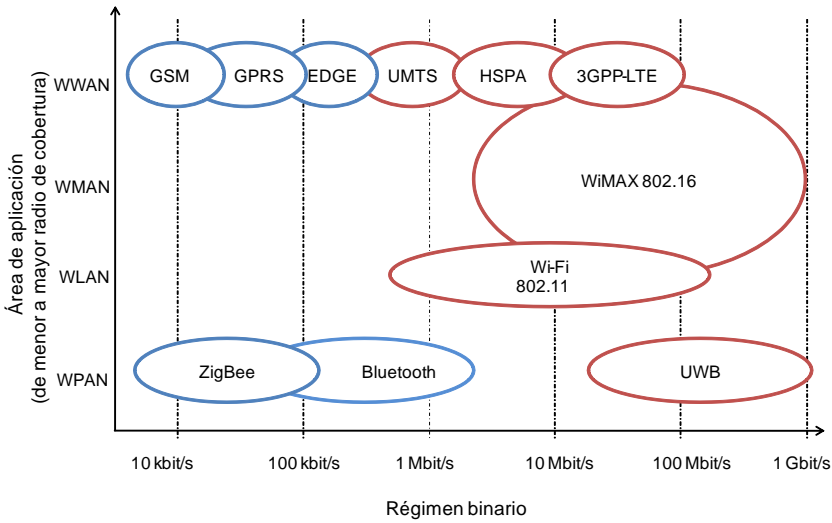 Área de aplicación
(de menor a mayor radio de cobertura)
WWAN
GSM
GPRS
EDGE
UMTS
HSPA
3GPP-LTE
WMAN
WiMAX 802.16
WLAN
Wi-Fi
802.11
WPAN
ZigBee
Bluetooth
UWB
10 kbit/s
100 kbit/s
1 Mbit/s
10 Mbit/s
100 Mbit/s
1 Gbit/s
Régimen binario